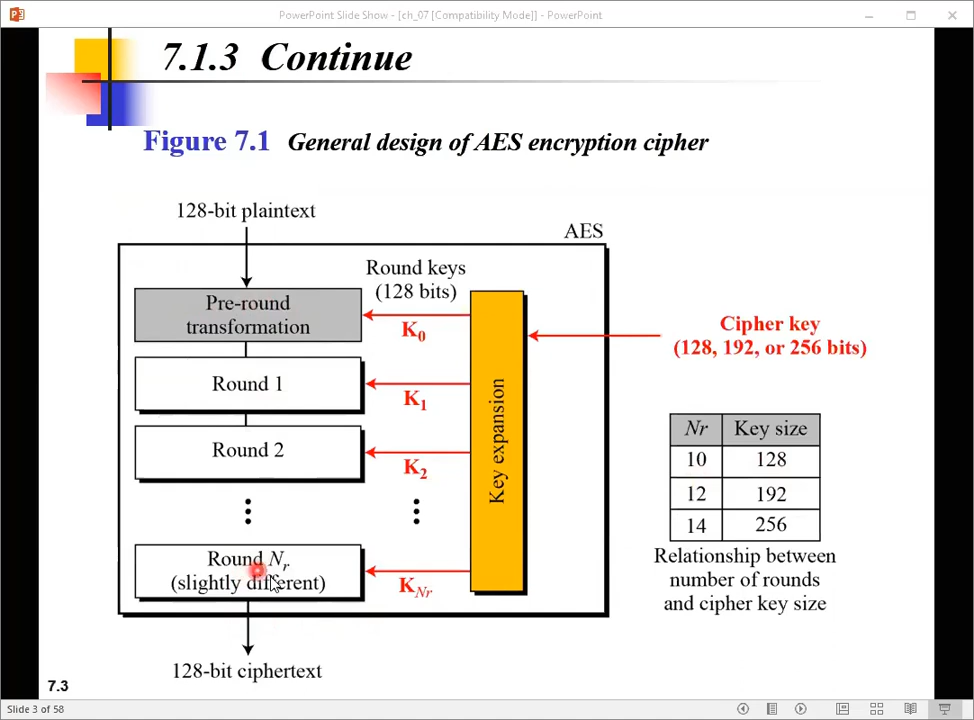 PowerPoint Slide Show - [ch_07 [Compatibility Mode]] - PowerPoint
7.1.3 Continue
Figure 7.1 General design of AES encryption cipher
128-bit plaintext
AES
Round keys
(128 bits)
Pre-round
transformation
K0
Cipher key
(128, 192, or 256 bits)
Round 1
K1
Round 2
K2
Key expansion
Nr Key size
10 128
12 192
14 256
Relationship between
number of rounds
and cipher key size
Round Nr
(slightly different)
KNr
128-bit ciphertext
7.3
Slide 3 of 58